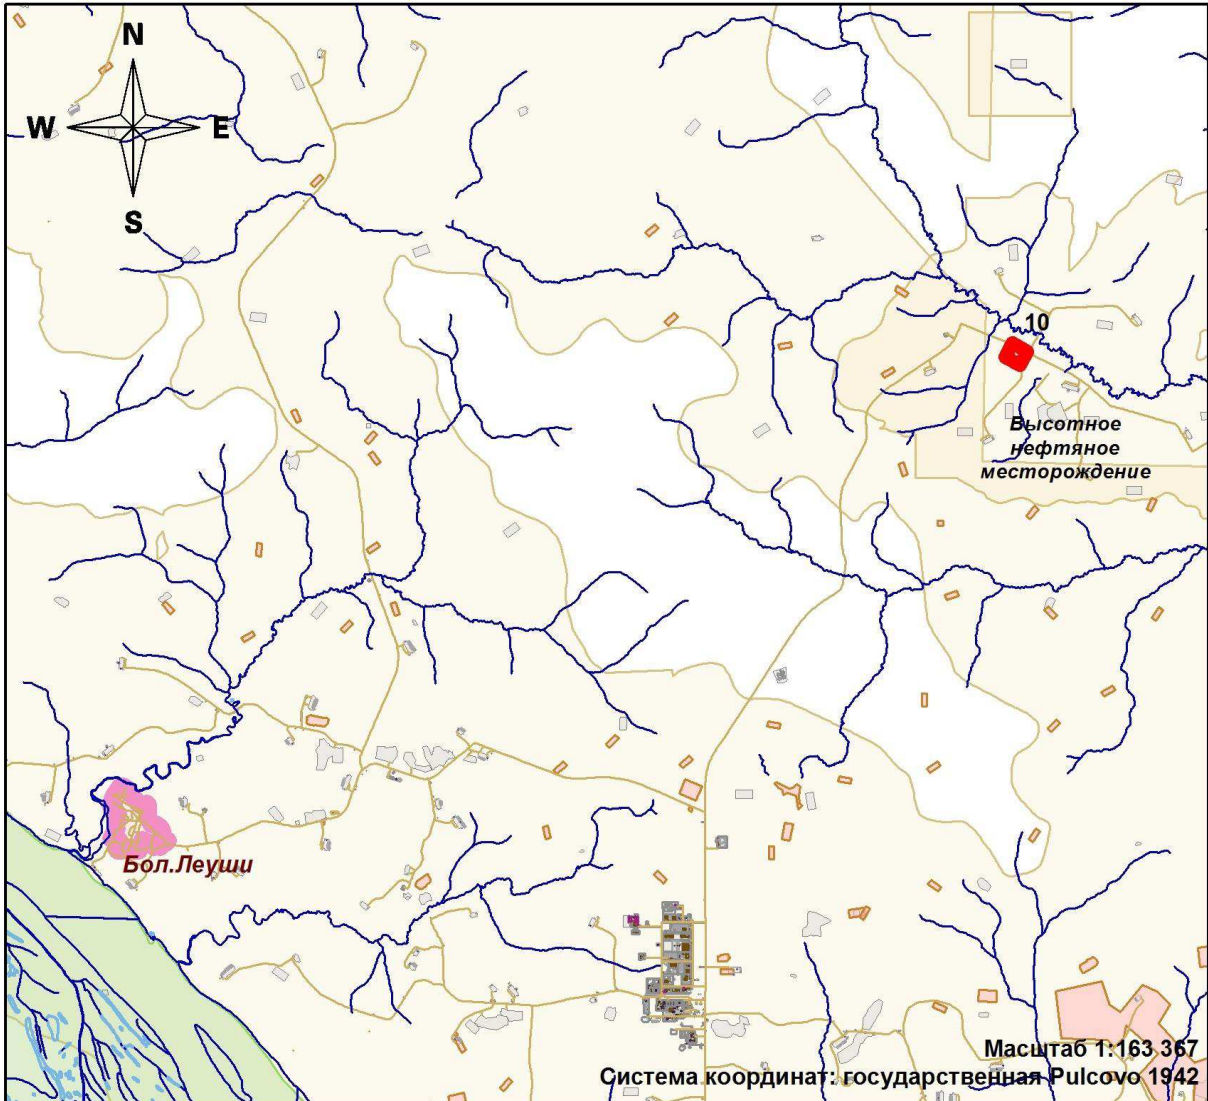 N
W E
S
10
Высотное
нефтяное
месторождение
Бол.Леуши
Масштаб 1:163 367
Система координат: государственная Pulcovo 1942